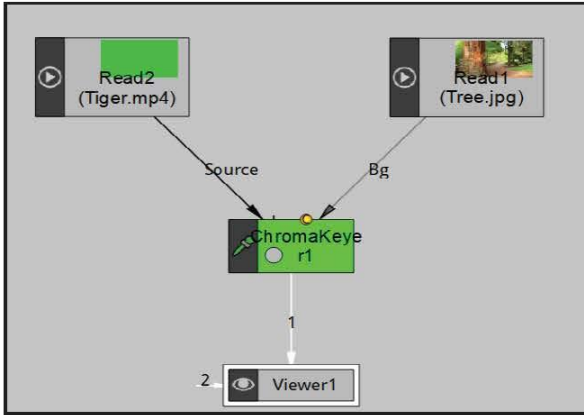 Read2
(Tiger.mp4)
Read1
(Tree.jpg)
Source
Bg
ChromaKeye
r1
1
2
Viewer1